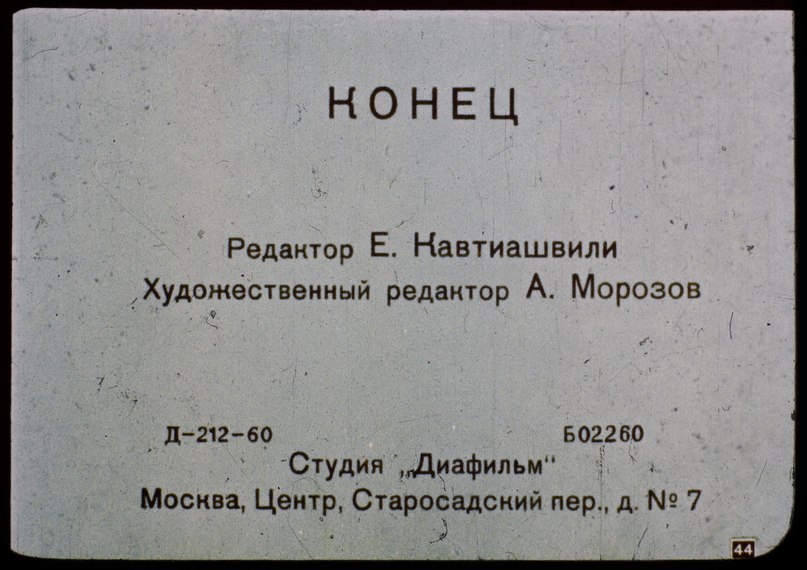 КОНЕЦ
Редактор Е. Кавтиашвили
Художественный редактор А. Морозов
Д-212-60 Б02260
Студия „Диафильм“
Москва, Центр, Старосадский пер., д. № 7
44